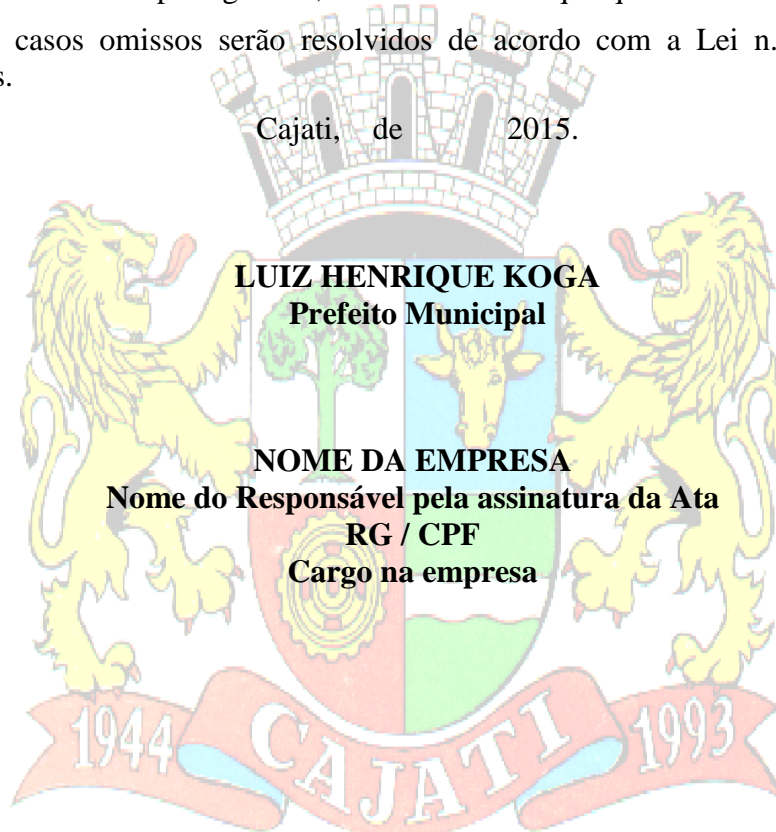 casos omissos serão resolvidos de acordo com a Lei n.
s.
Cajati, de 2015.
LUIZ HENRIQUE KOGA
Prefeito Municipal
NOME DA EMPRESA
Nome do Responsável pela assinatura da Ata
RG / CPF
Cargo na empresa
1944 CAJATI 1993